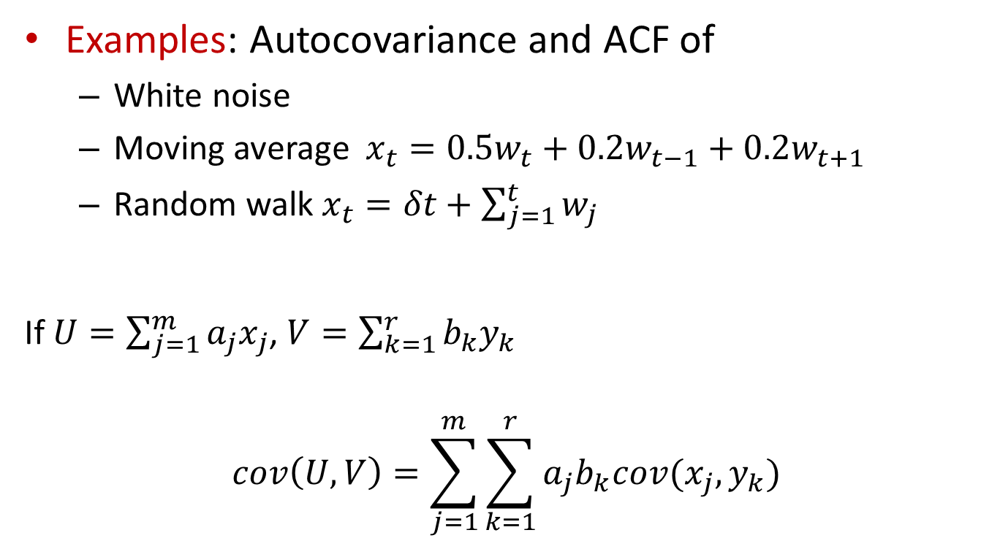 • Examples: Autocovariance and ACF of
– White noise
– Moving average $x_t = 0.5w_t + 0.2w_{t-1} + 0.2w_{t+1}$
– Random walk $x_t = \delta t + \sum_{j=1}^{t} w_j$
If $U = \sum_{j=1}^{m} a_j x_j$, $V = \sum_{k=1}^{r} b_k y_k$
$cov(U, V) = \sum_{j=1}^{m} \sum_{k=1}^{r} a_j b_k cov(x_j, y_k)$